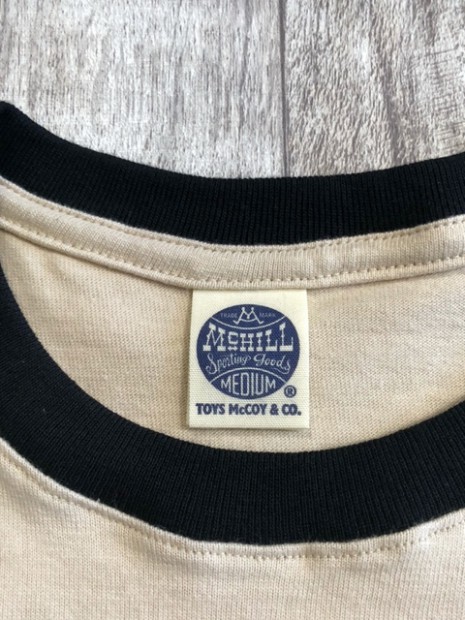 TRADE M MARK
McHILL
Sporting Goods
MEDIUM
®
TOYS McCOY & CO.